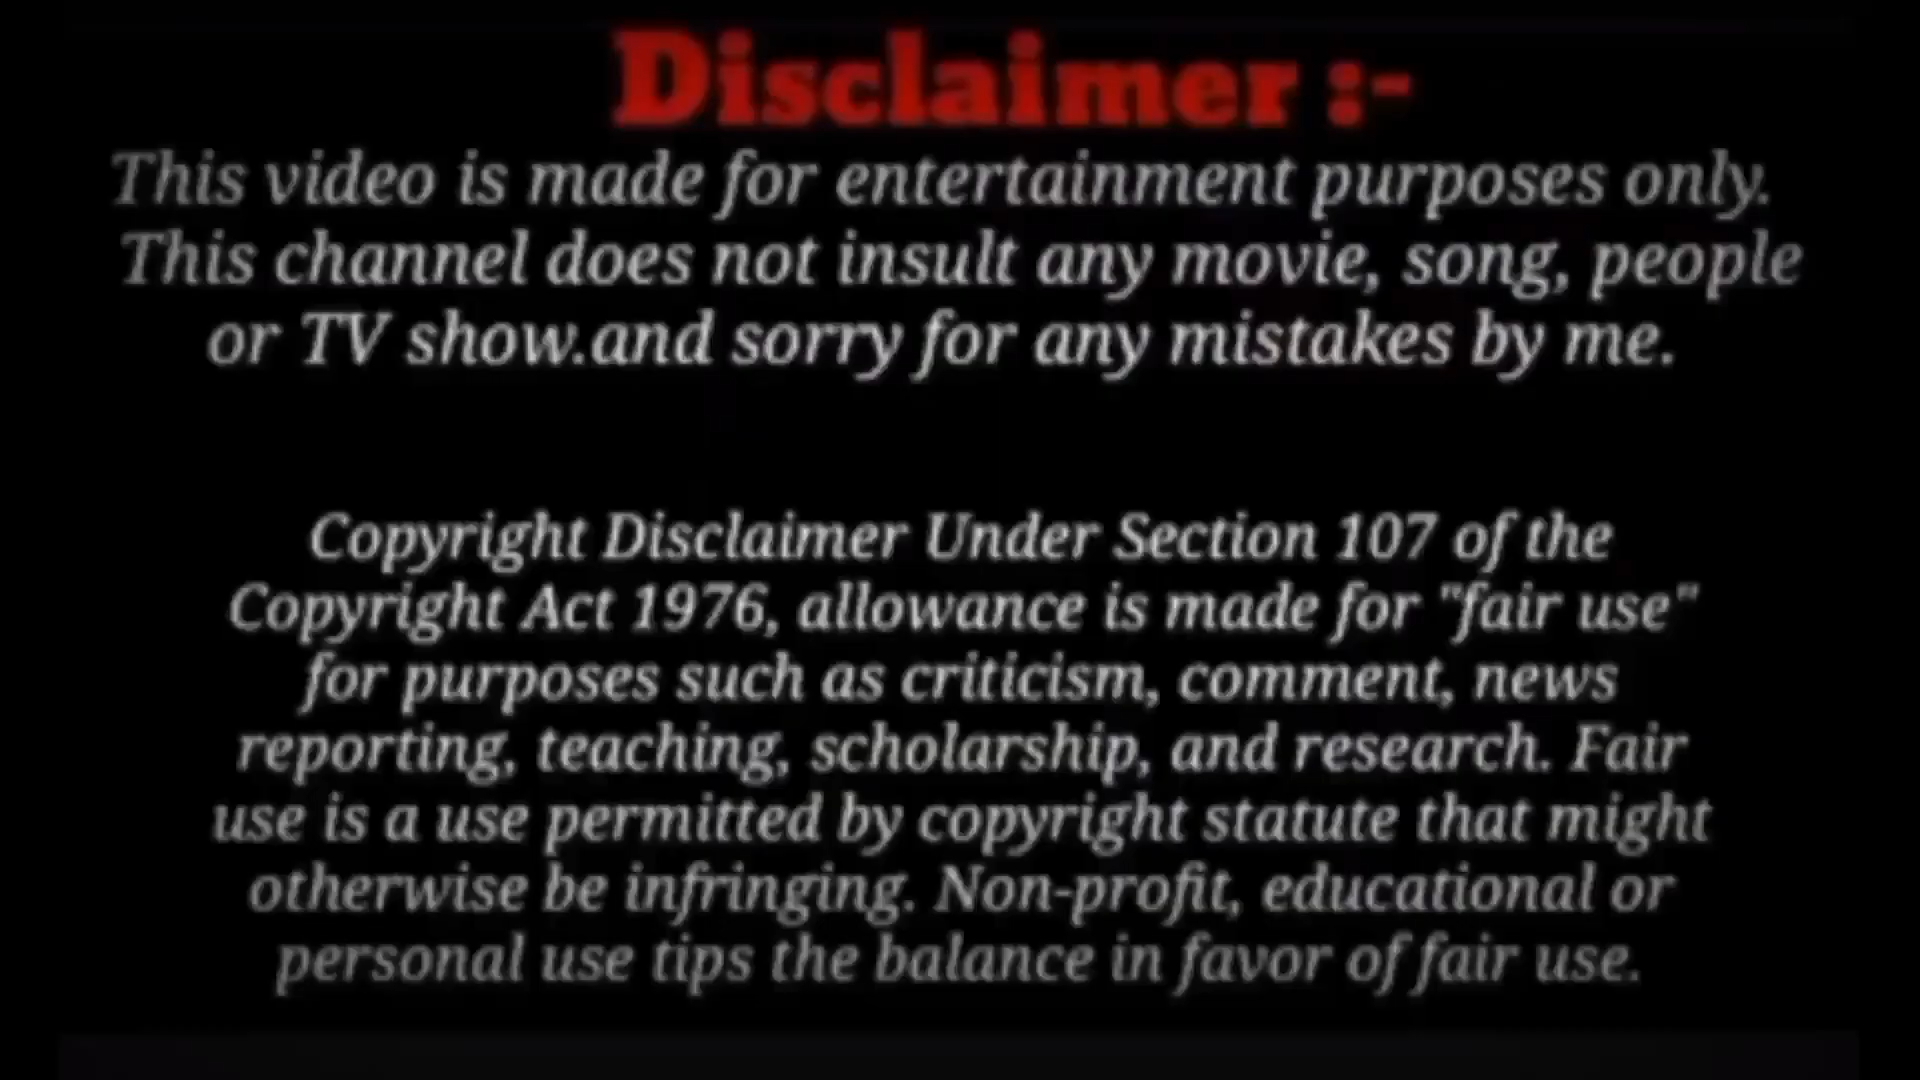 Disclaimer :-
This video is made for entertainment purposes only.
This channel does not insult any movie, song, people
or TV show.and sorry for any mistakes by me.
Copyright Disclaimer Under Section 107 of the
Copyright Act 1976, allowance is made for "fair use"
for purposes such as criticism, comment, news
reporting, teaching, scholarship, and research. Fair
use is a use permitted by copyright statute that might
otherwise be infringing. Non-profit, educational or
personal use tips the balance in favor of fair use.